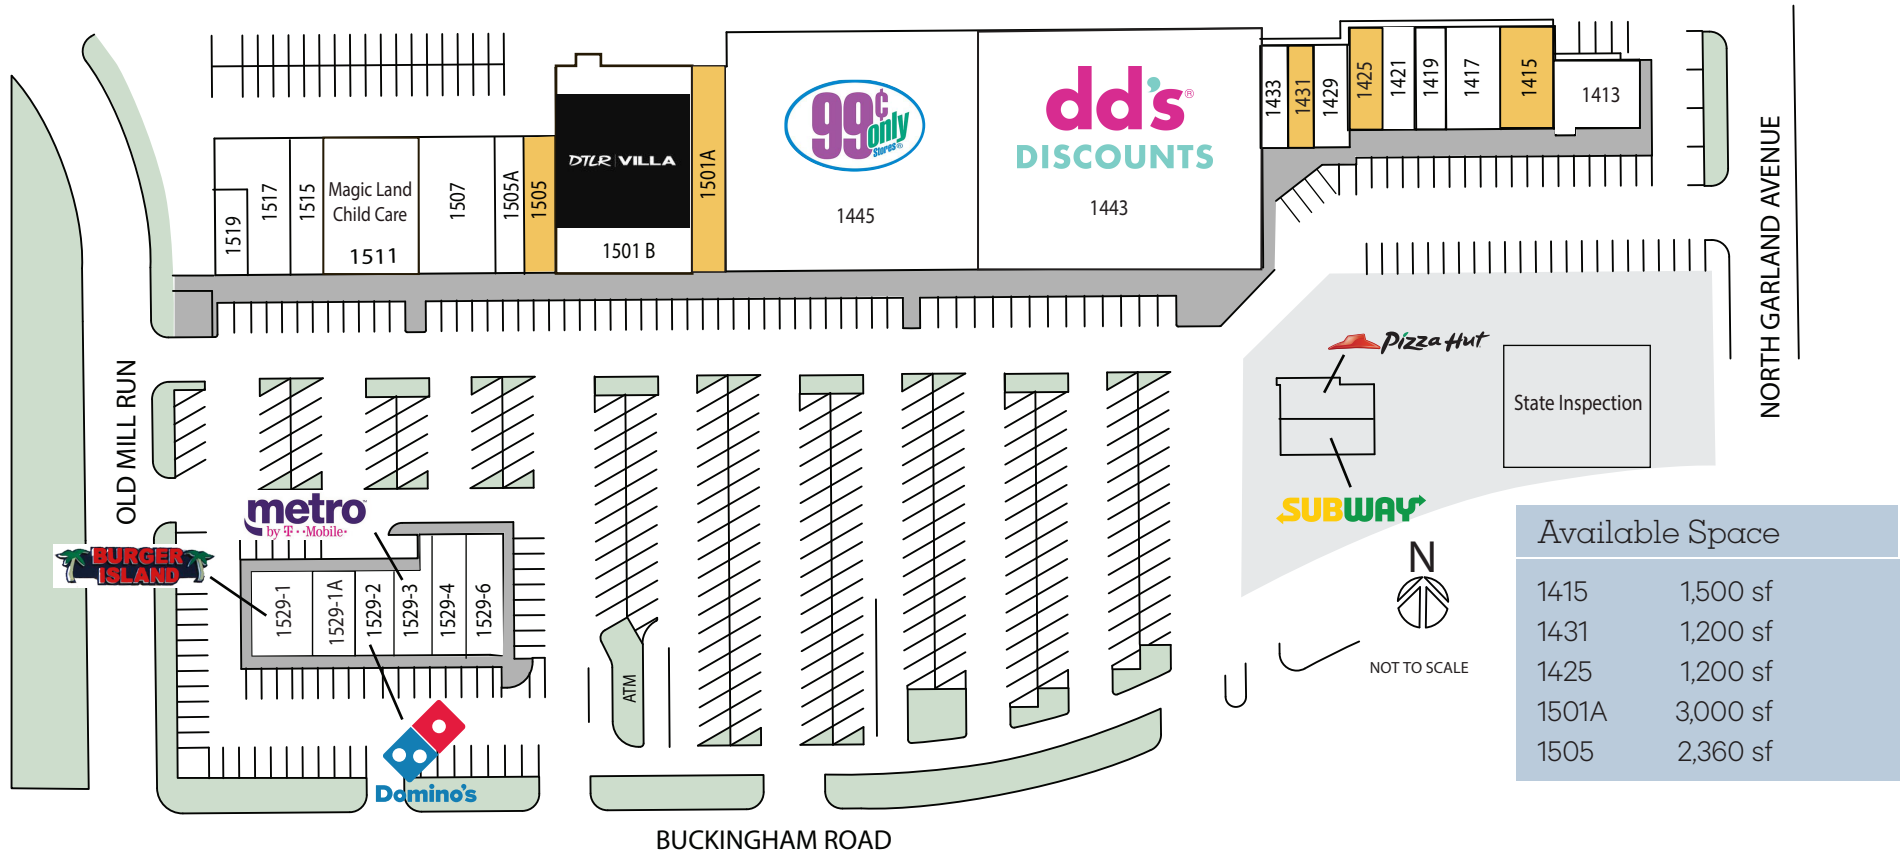 1519
1517
1515
Magic Land
Child Care
1511
1507
1505A
1505
DTLR | VILLA
1501 B
1501A
99¢
only
Stores®
1445
dd's®
DISCOUNTS
1443
1433
1431
1429
1425
1421
1419
1417
1415
1413
NORTH GARLAND AVENUE
OLD MILL RUN
Pizza Hut
State Inspection
SUBWAY
metro
by T-Mobile
BURGER
ISLAND
1529-1
1529-1A
1529-2
1529-3
1529-4
1529-6
Domino's
ATM
N
NOT TO SCALE
Available Space
1415 1,500 sf
1431 1,200 sf
1425 1,200 sf
1501A 3,000 sf
1505 2,360 sf
BUCKINGHAM ROAD